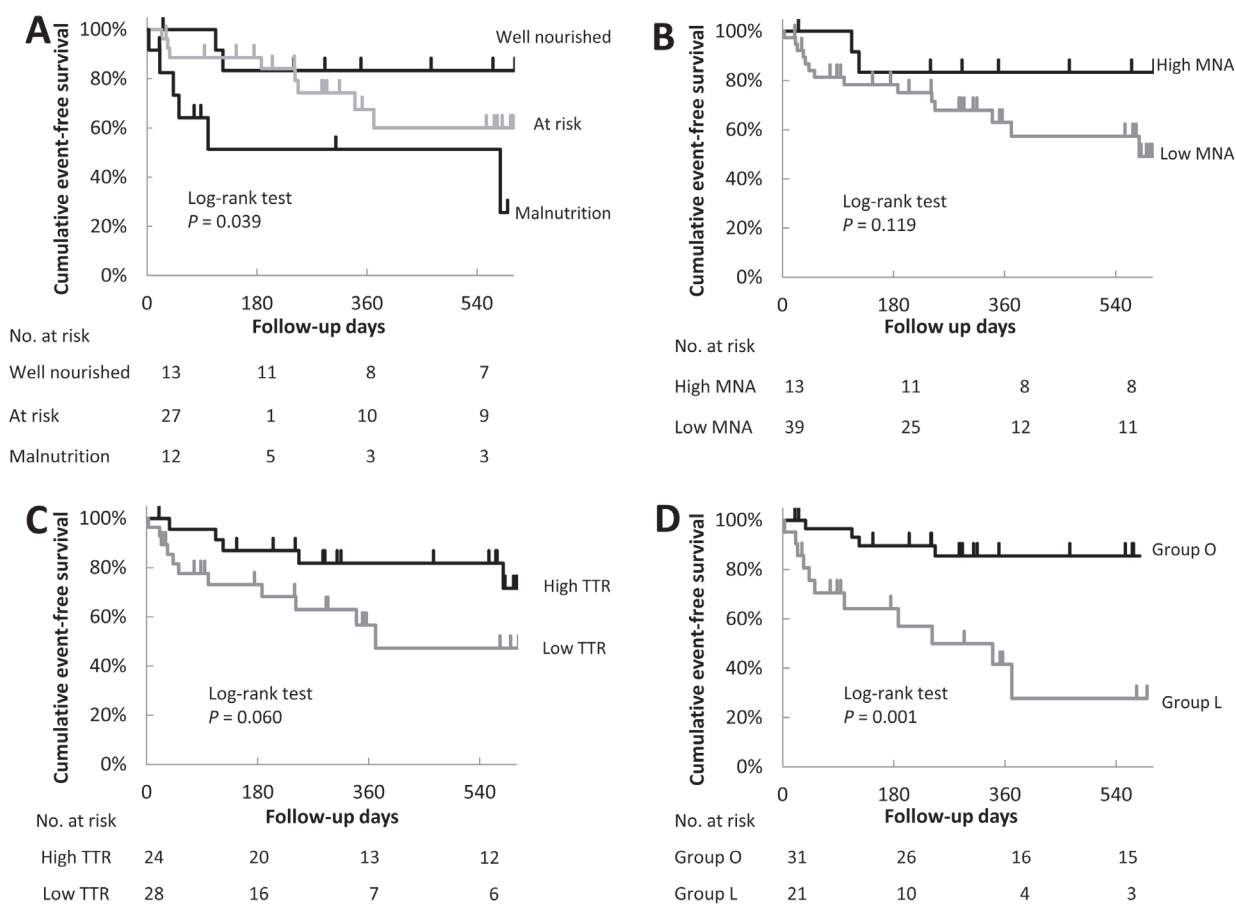 A
Cumulative event-free survival
100%
80%
60%
40%
20%
0%
Well nourished
At risk
Malnutrition
Log-rank test
P = 0.039
0 180 360 540
Follow-up days
No. at risk
Well nourished 13 11 8 7
At risk 27 1 10 9
Malnutrition 12 5 3 3
B
Cumulative event-free survival
100%
80%
60%
40%
20%
0%
High MNA
Low MNA
Log-rank test
P = 0.119
0 180 360 540
Follow up days
No. at risk
High MNA 13 11 8 8
Low MNA 39 25 12 11
C
Cumulative event-free survival
100%
80%
60%
40%
20%
0%
High TTR
Low TTR
Log-rank test
P = 0.060
0 180 360 540
Follow-up days
No. at risk
High TTR 24 20 13 12
Low TTR 28 16 7 6
D
Cumulative event-free survival
100%
80%
60%
40%
20%
0%
Group O
Group L
Log-rank test
P = 0.001
0 180 360 540
Follow-up days
No. at risk
Group O 31 26 16 15
Group L 21 10 4 3